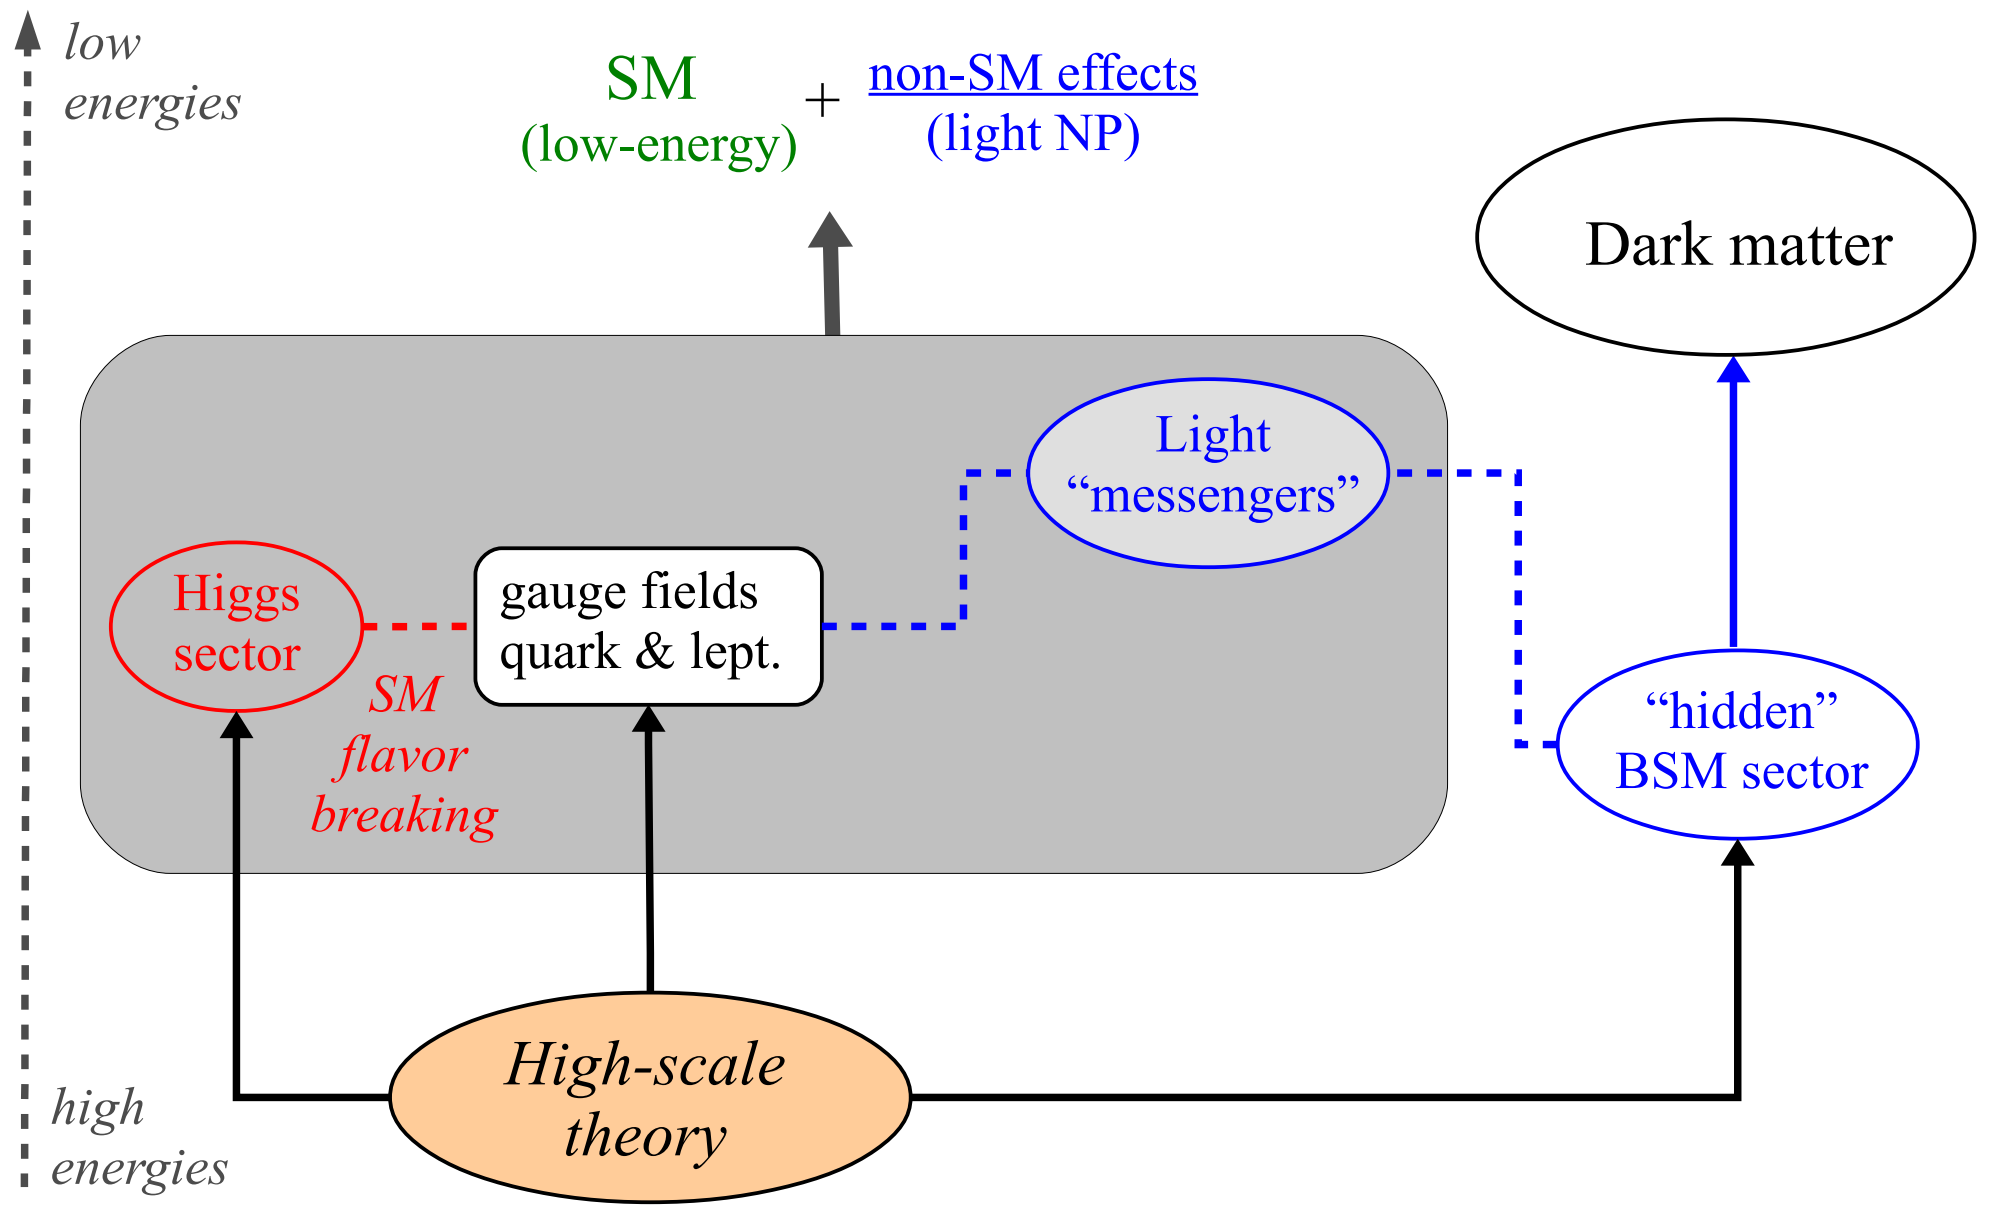 low
energies
SM
(low-energy)
+
non-SM effects
(light NP)
Dark matter
Light
“messengers”
Higgs
sector
gauge fields
quark & lept.
SM
flavor
breaking
“hidden”
BSM sector
High-scale
theory
high
energies